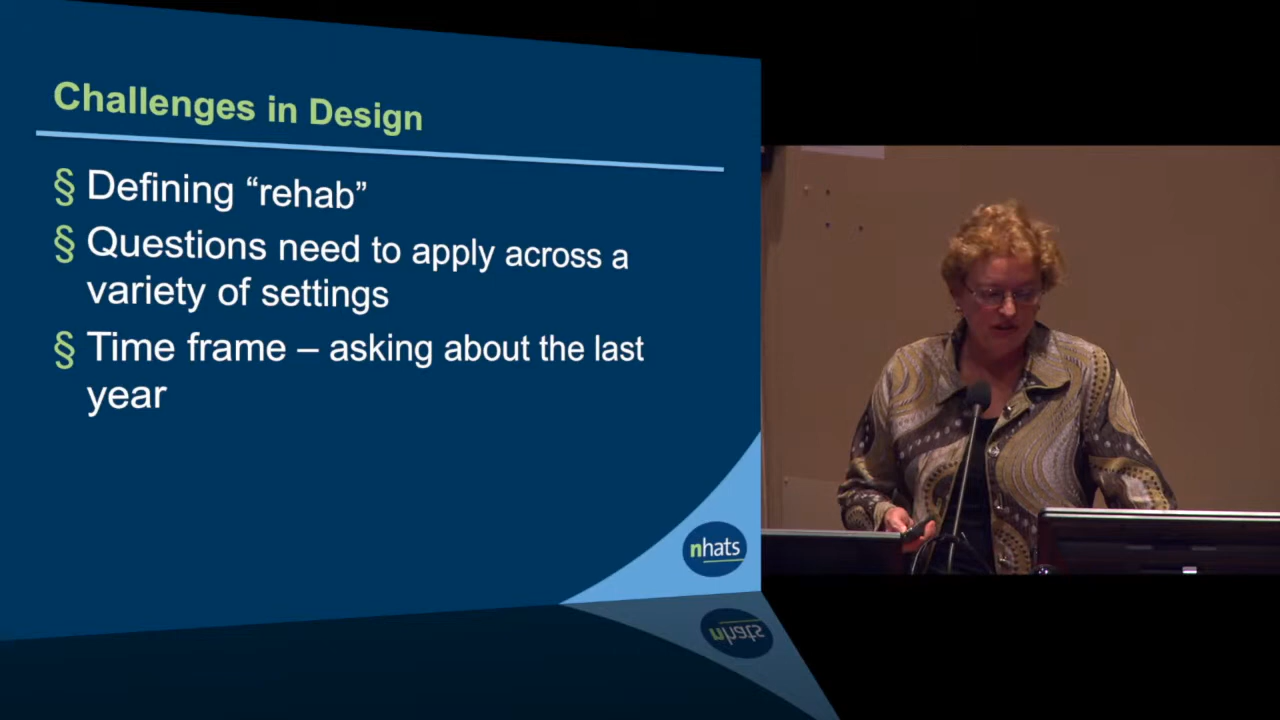 Challenges in Design
§ Defining “rehab”
§ Questions need to apply across a
variety of settings
§ Time frame – asking about the last
year
nhats
nhats